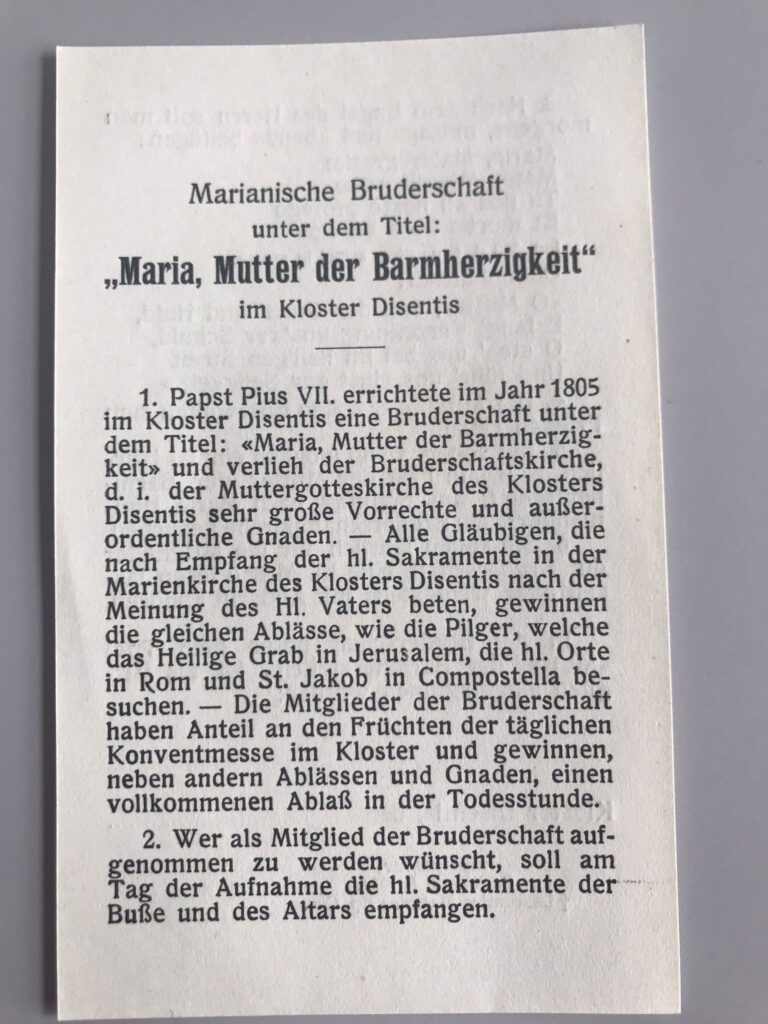 Marianische Bruderschaft
unter dem Titel:
„Maria, Mutter der Barmherzigkeit“
im Kloster Disentis
1. Papst Pius VII. errichtete im Jahr 1805
im Kloster Disentis eine Bruderschaft unter
dem Titel: «Maria, Mutter der Barmherzig-
keit» und verlieh der Bruderschaftskirche,
d. i. der Muttergotteskirche des Klosters
Disentis sehr große Vorrechte und außer-
ordentliche Gnaden. — Alle Gläubigen, die
nach Empfang der hl. Sakramente in der
Marienkirche des Klosters Disentis nach der
Meinung des Hl. Vaters beten, gewinnen
die gleichen Ablässe, wie die Pilger, welche
das Heilige Grab in Jerusalem, die hl. Orte
in Rom und St. Jakob in Compostella be-
suchen. — Die Mitglieder der Bruderschaft
haben Anteil an den Früchten der täglichen
Konventmesse im Kloster und gewinnen,
neben andern Ablässen und Gnaden, einen
vollkommenen Ablaß in der Todesstunde.
2. Wer als Mitglied der Bruderschaft auf-
genommen zu werden wünscht, soll am
Tag der Aufnahme die hl. Sakramente der
Buße und des Altars empfangen.